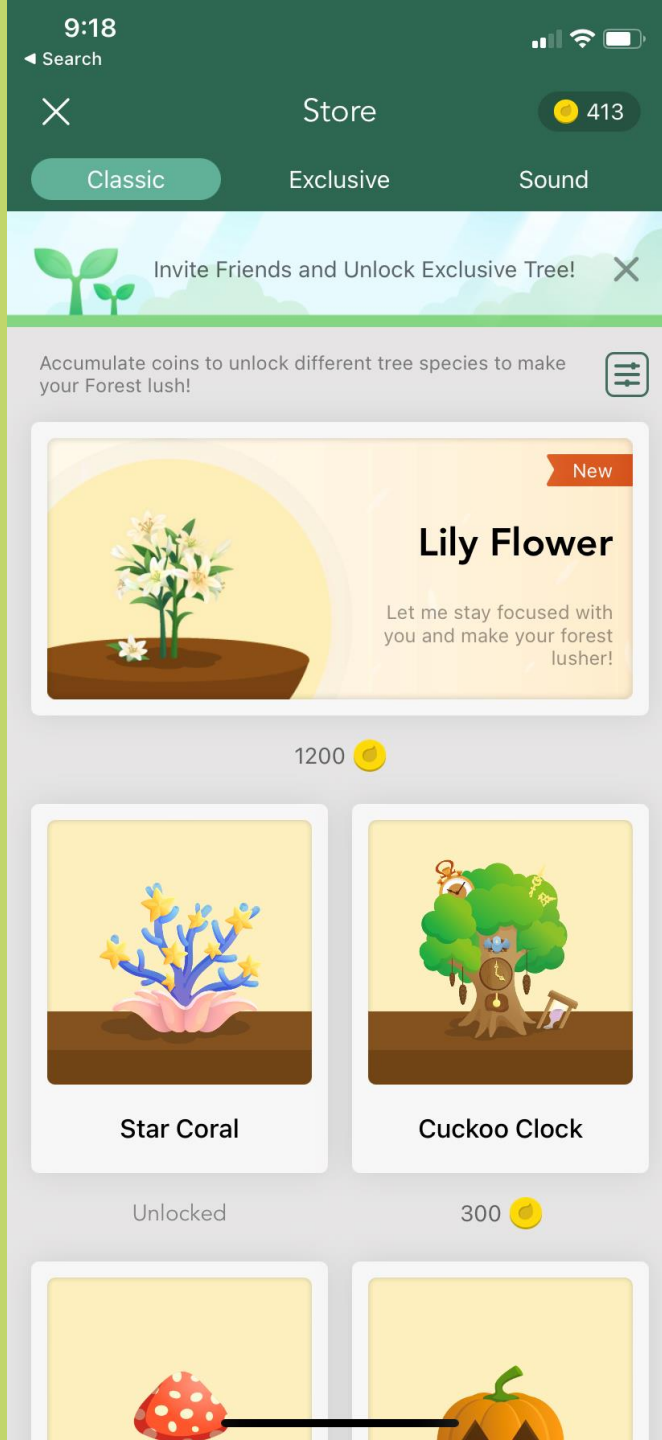 9:18
◀ Search
Store
413
Classic
Exclusive
Sound
Invite Friends and Unlock Exclusive Tree!
Accumulate coins to unlock different tree species to make
your Forest lush!
New
Lily Flower
Let me stay focused with
you and make your forest
lusher!
1200
Star Coral
Cuckoo Clock
Unlocked
300